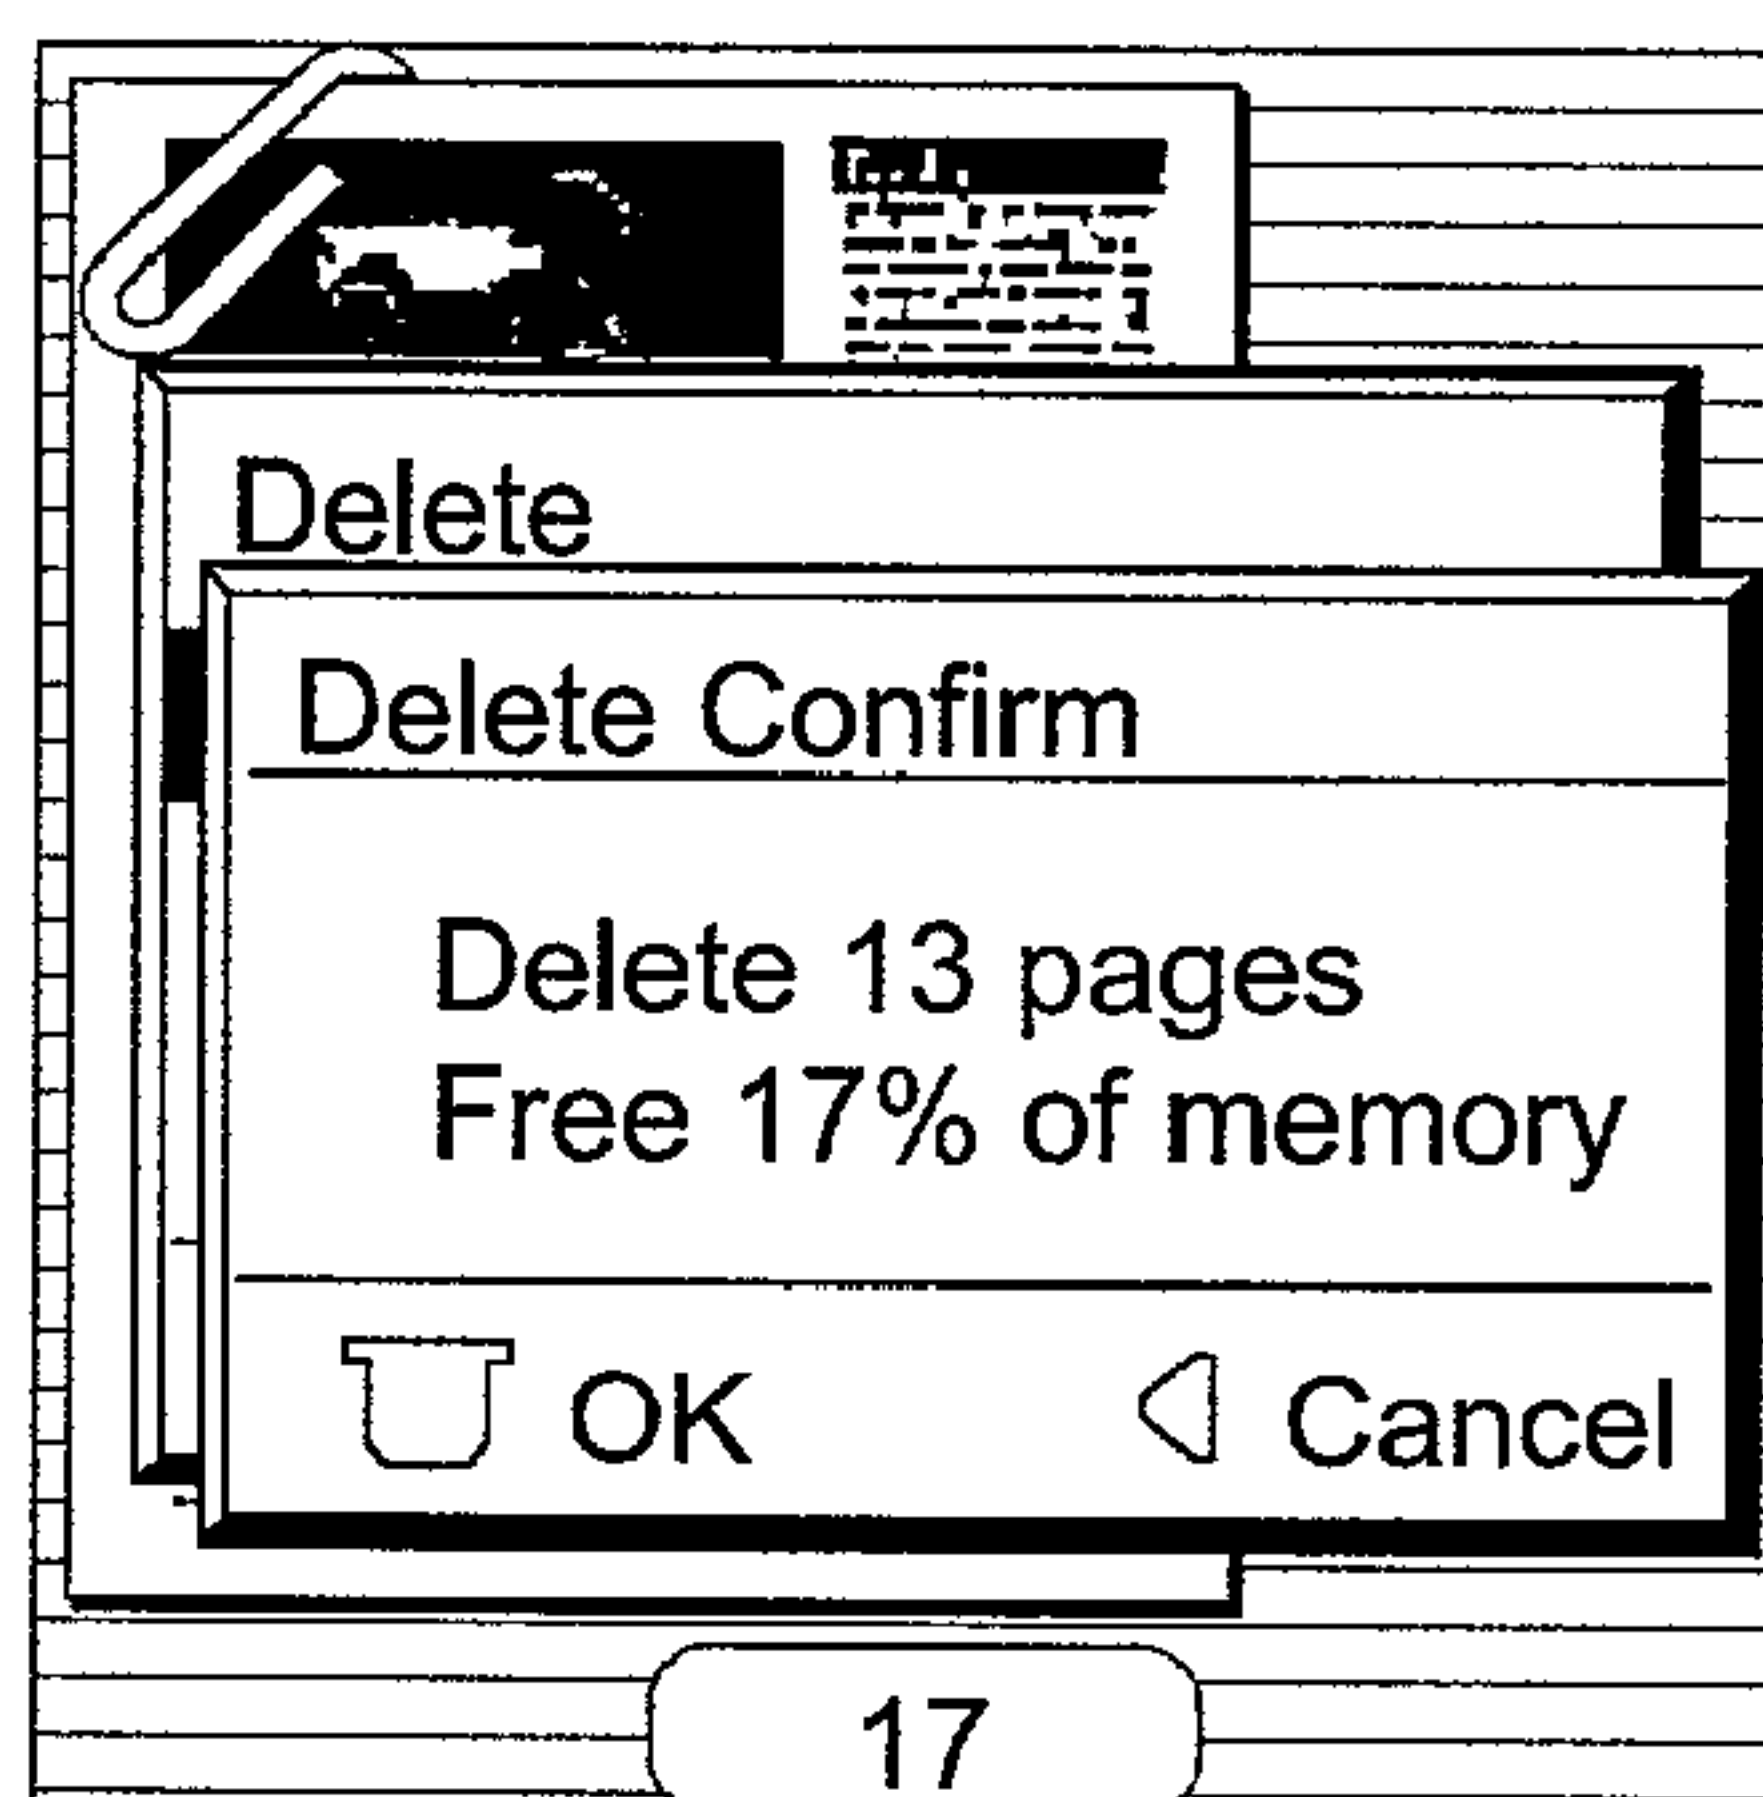 Delete
Delete Confirm
Delete 13 pages
Free 17% of memory
OK
Cancel
17